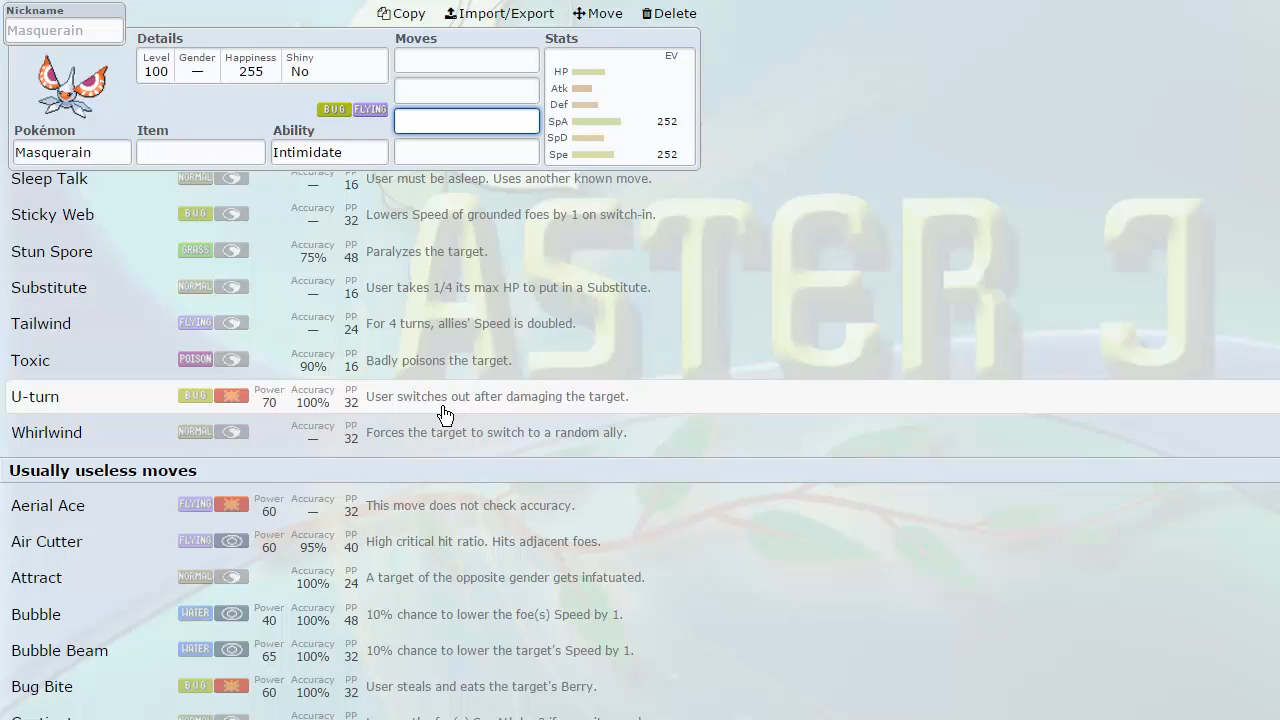 Nickname
Masquerain
Copy Import/Export Move Delete
Details
Level Gender Happiness Shiny
100 — 255 No
BUG FLYING
Pokémon Item Ability
Masquerain Intimidate
Moves
Stats
EV
HP
Atk
Def
SpA 252
SpD
Spe 252
Sleep Talk NORMAL Accuracy — PP 16 User must be asleep. Uses another known move.
Sticky Web BUG Accuracy — PP 32 Lowers Speed of grounded foes by 1 on switch-in.
Stun Spore GRASS Accuracy 75% PP 48 Paralyzes the target.
Substitute NORMAL Accuracy — PP 16 User takes 1/4 its max HP to put in a Substitute.
Tailwind FLYING Accuracy — PP 24 For 4 turns, allies' Speed is doubled.
Toxic POISON Accuracy 90% PP 16 Badly poisons the target.
U-turn BUG Power 70 Accuracy 100% PP 32 User switches out after damaging the target.
Whirlwind NORMAL Accuracy — PP 32 Forces the target to switch to a random ally.
Usually useless moves
Aerial Ace FLYING Power 60 Accuracy — PP 32 This move does not check accuracy.
Air Cutter FLYING Power 60 Accuracy 95% PP 40 High critical hit ratio. Hits adjacent foes.
Attract NORMAL Accuracy 100% PP 24 A target of the opposite gender gets infatuated.
Bubble WATER Power 40 Accuracy 100% PP 48 10% chance to lower the foe(s) Speed by 1.
Bubble Beam WATER Power 65 Accuracy 100% PP 32 10% chance to lower the target's Speed by 1.
Bug Bite BUG Power 60 Accuracy 100% PP 32 User steals and eats the target's Berry.
Accuracy PP
ASTER J